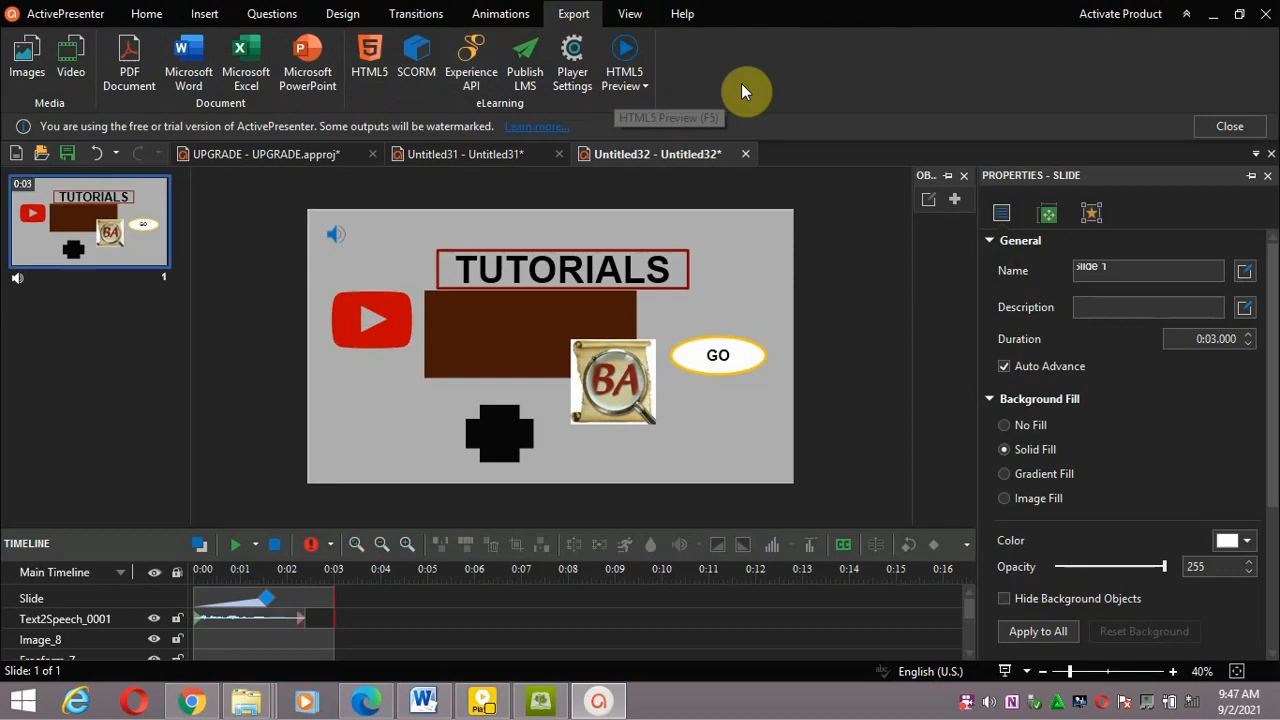 ActivePresenter Home Insert Questions Design Transitions Animations Export View Help Activate Product
Images Video PDF Document Microsoft Word Microsoft Excel Microsoft PowerPoint HTML5 SCORM Experience API Publish LMS Player Settings HTML5 Preview
Media Document eLearning
HTML5 Preview (F5)
You are using the free or trial version of ActivePresenter. Some outputs will be watermarked. Learn more... Close
UPGRADE - UPGRADE.approj* Untitled31 - Untitled31* Untitled32 - Untitled32*
OB... PROPERTIES - SLIDE
0:03
TUTORIALS
GO
BA
1
TUTORIALS
BA
GO
General
Name Slide 1
Description
Duration 0:03.000
Auto Advance
Background Fill
No Fill
Solid Fill
Gradient Fill
Image Fill
Color
Opacity 255
Hide Background Objects
Apply to All Reset Background
TIMELINE
CC
Main Timeline 0:00 0:01 0:02 0:03 0:04 0:05 0:06 0:07 0:08 0:09 0:10 0:11 0:12 0:13 0:14 0:15 0:16
Slide
Text2Speech_0001
Image_8
Slide: 1 of 1 English (U.S.) 40%
9:47 AM
9/2/2021